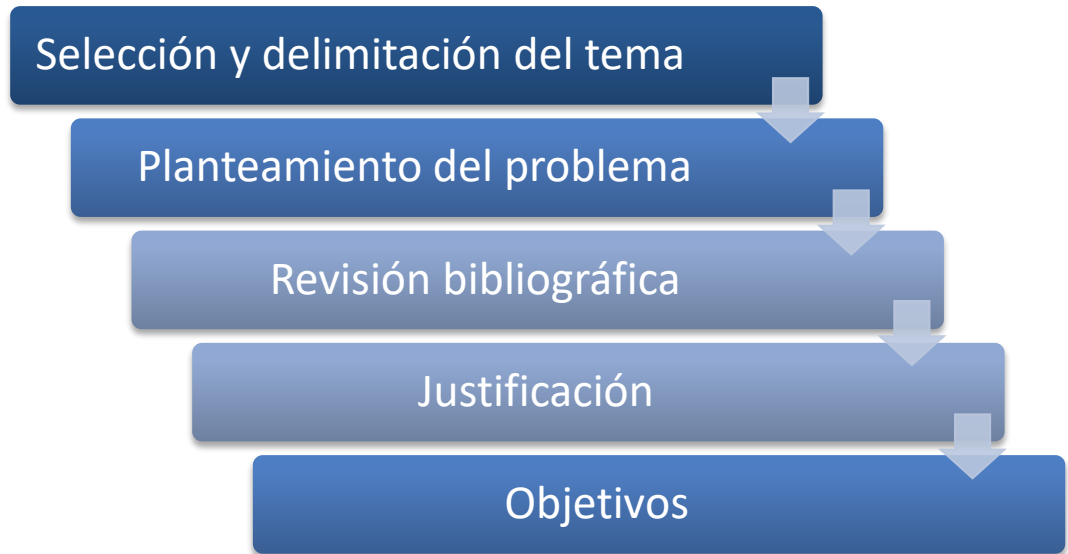 Selección y delimitación del tema
Planteamiento del problema
Revisión bibliográfica
Justificación
Objetivos